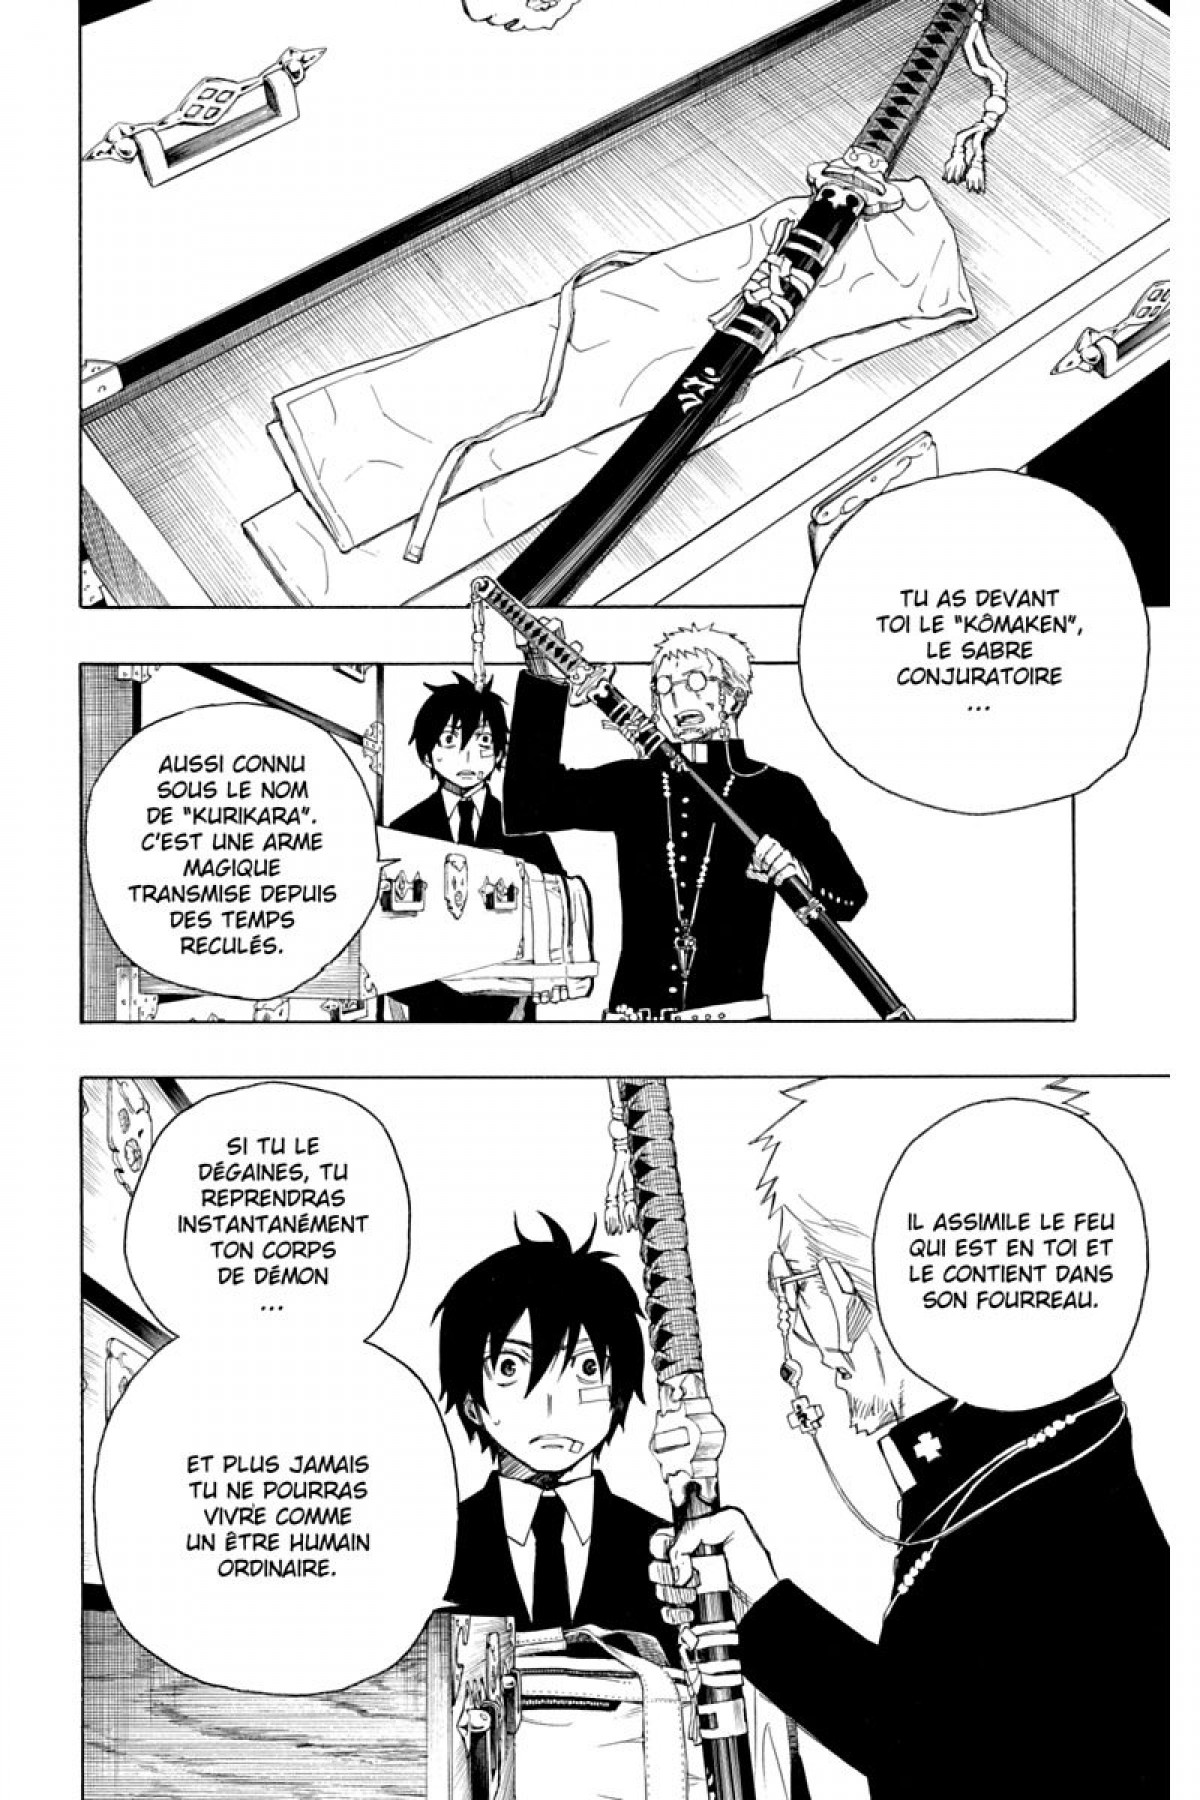 TU AS DEVANT
TOI LE "KÔMAKEN",
LE SABRE
CONJURATOIRE
...
AUSSI CONNU
SOUS LE NOM
DE "KURIKARA".
C'EST UNE ARME
MAGIQUE
TRANSMISE DEPUIS
DES TEMPS
RECULÉS.
IL ASSIMILE LE FEU
QUI EST EN TOI ET
LE CONTIENT DANS
SON FOURREAU.
SI TU LE
DÉGAINES, TU
REPRENDRAS
INSTANTANÉMENT
TON CORPS
DE DÉMON
...
ET PLUS JAMAIS
TU NE POURRAS
VIVRE COMME
UN ÊTRE HUMAIN
ORDINAIRE.